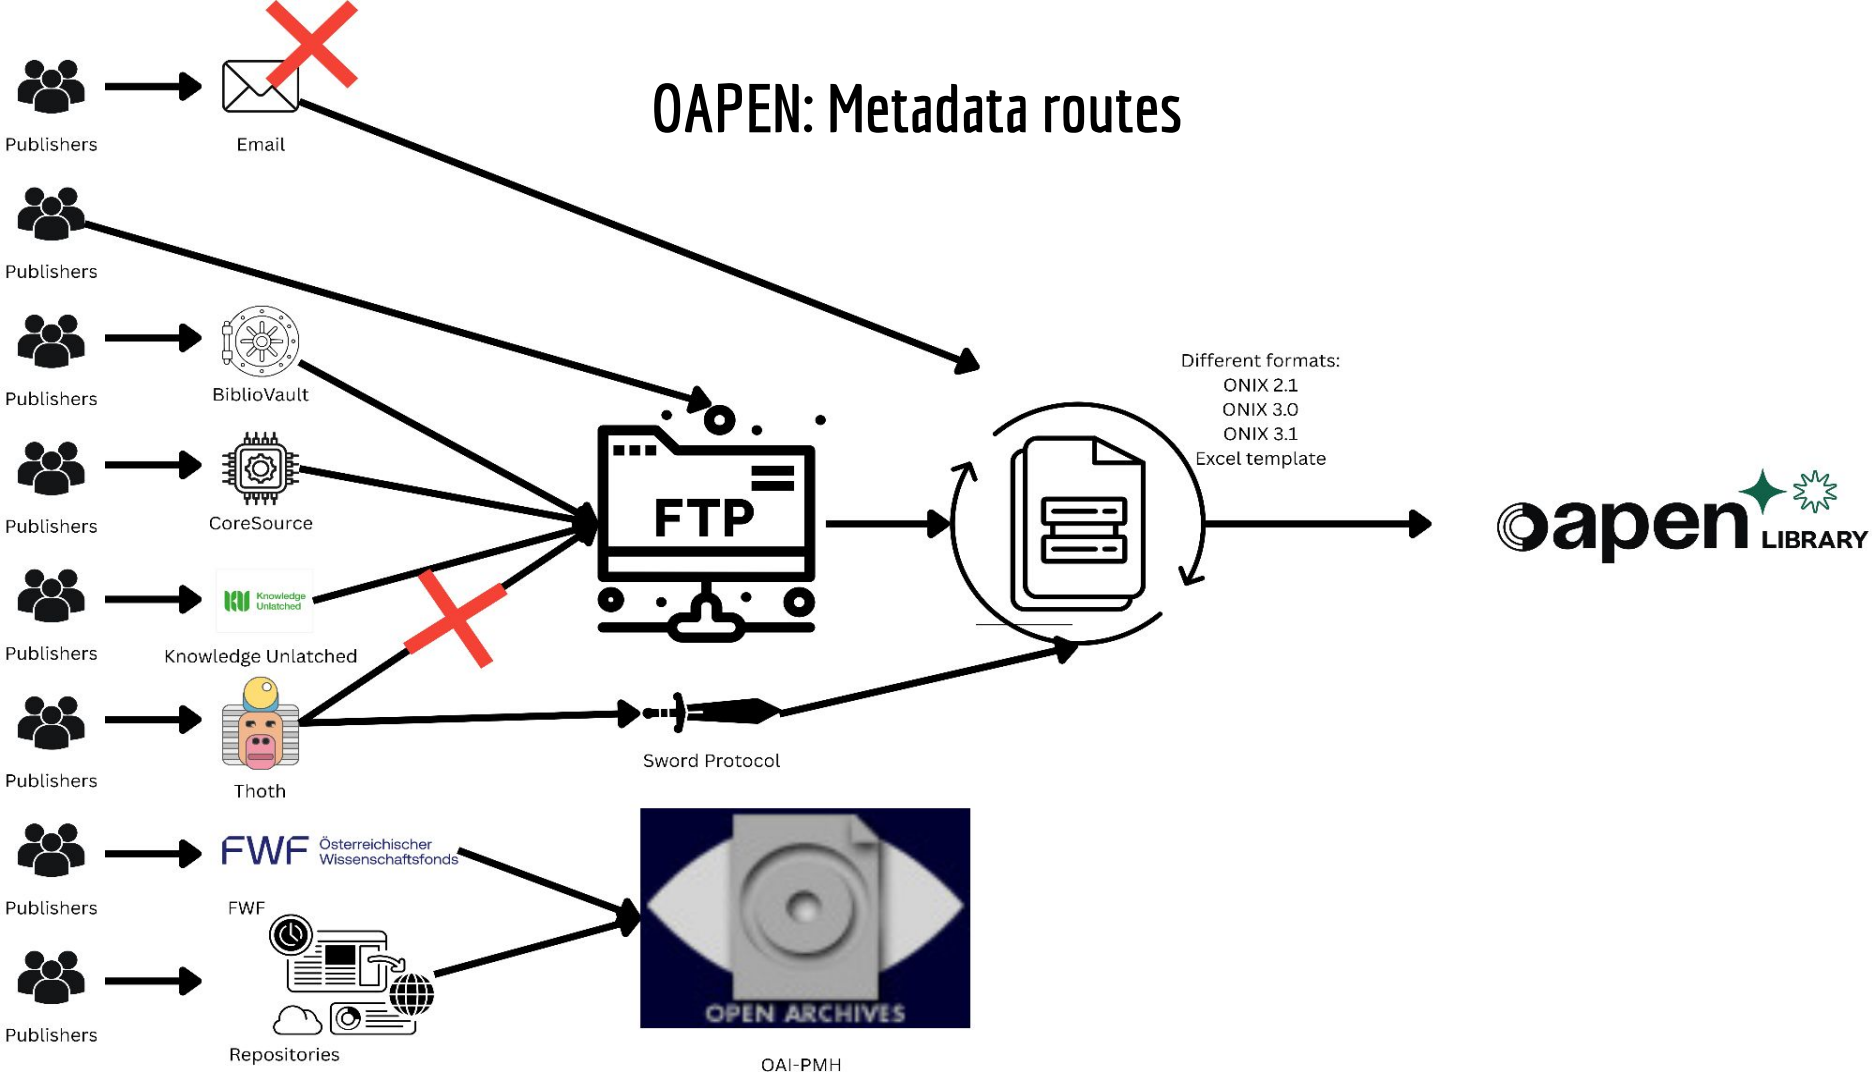 OAPEN: Metadata routes
Publishers
Email
Publishers
Publishers
BiblioVault
Publishers
CoreSource
Publishers
Knowledge
Unlatched
Knowledge Unlatched
Publishers
Thoth
Publishers
FWF Österreichischer
Wissenschaftsfonds
FWF
Publishers
Repositories
FTP
Sword Protocol
OPEN ARCHIVES
OAI-PMH
Different formats:
ONIX 2.1
ONIX 3.0
ONIX 3.1
Excel template
oapen LIBRARY